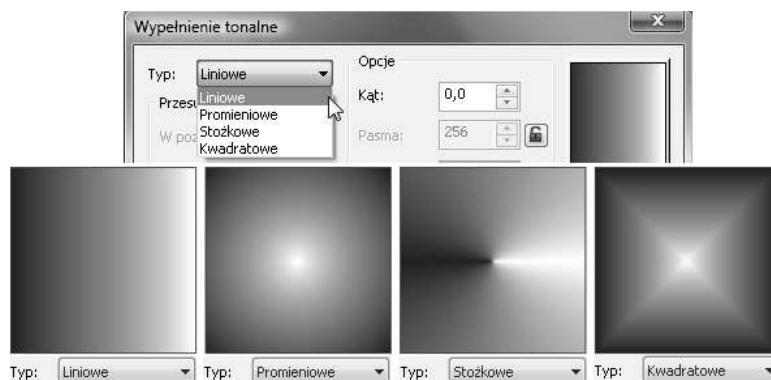 Wypełnienie tonalne
Typ: Liniowe
Opcje
Kąt: 0,0
Liniowe
Promieniowe
Stożkowe
Kwadratowe
Pasma: 256
Typ: Liniowe
Typ: Promieniowe
Typ: Stożkowe
Typ: Kwadratowe